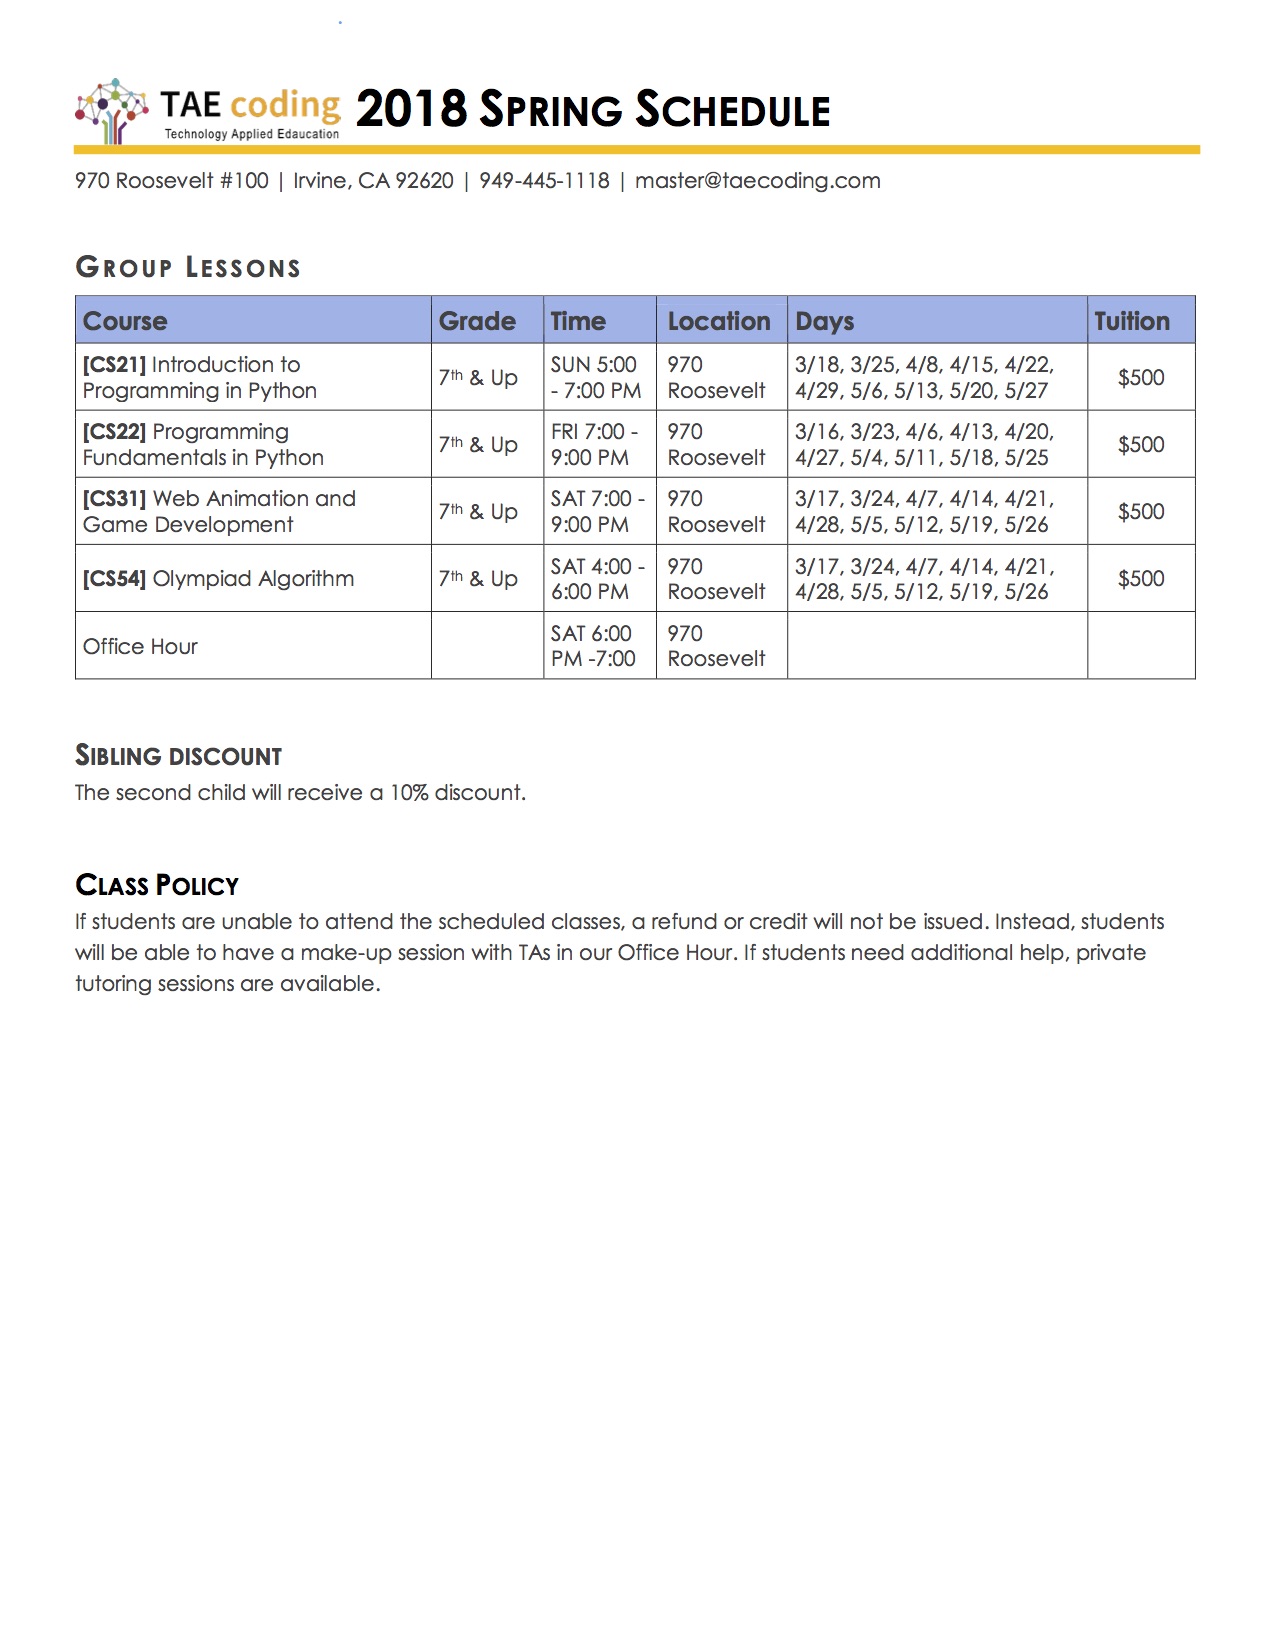 TAE coding 2018 SPRING SCHEDULE
Technology Applied Edaucation
970 Roosevelt #100 | Irvine, CA 92620 | 949-445-1118 | master@taecoding.com
GROUP LESSONS
Course Grade Time Location Days Tuition
[CS21] Introduction to Programming in Python 7th & Up SUN 5:00 - 7:00 PM 970 Roosevelt 3/18, 3/25, 4/8, 4/15, 4/22, 4/29, 5/6, 5/13, 5/20, 5/27 $500
[CS22] Programming Fundamentals in Python 7th & Up FRI 7:00 - 9:00 PM 970 Roosevelt 3/16, 3/23, 4/6, 4/13, 4/20, 4/27, 5/4, 5/11, 5/18, 5/25 $500
[CS31] Web Animation and Game Development 7th & Up SAT 7:00 - 9:00 PM 970 Roosevelt 3/17, 3/24, 4/7, 4/14, 4/21, 4/28, 5/5, 5/12, 5/19, 5/26 $500
[CS54] Olympiad Algorithm 7th & Up SAT 4:00 - 6:00 PM 970 Roosevelt 3/17, 3/24, 4/7, 4/14, 4/21, 4/28, 5/5, 5/12, 5/19, 5/26 $500
Office Hour SAT 6:00 PM -7:00 970 Roosevelt
SIBLING DISCOUNT
The second child will receive a 10% discount.
CLASS POLICY
If students are unable to attend the scheduled classes, a refund or credit will not be issued. Instead, students
will be able to have a make-up session with TAs in our Office Hour. If students need additional help, private
tutoring sessions are available.